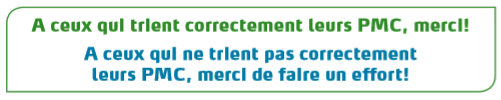 A ceux qui trient correctement leurs PMC, merci!
A ceux qui ne trient pas correctement
leurs PMC, merci de faire un effort!